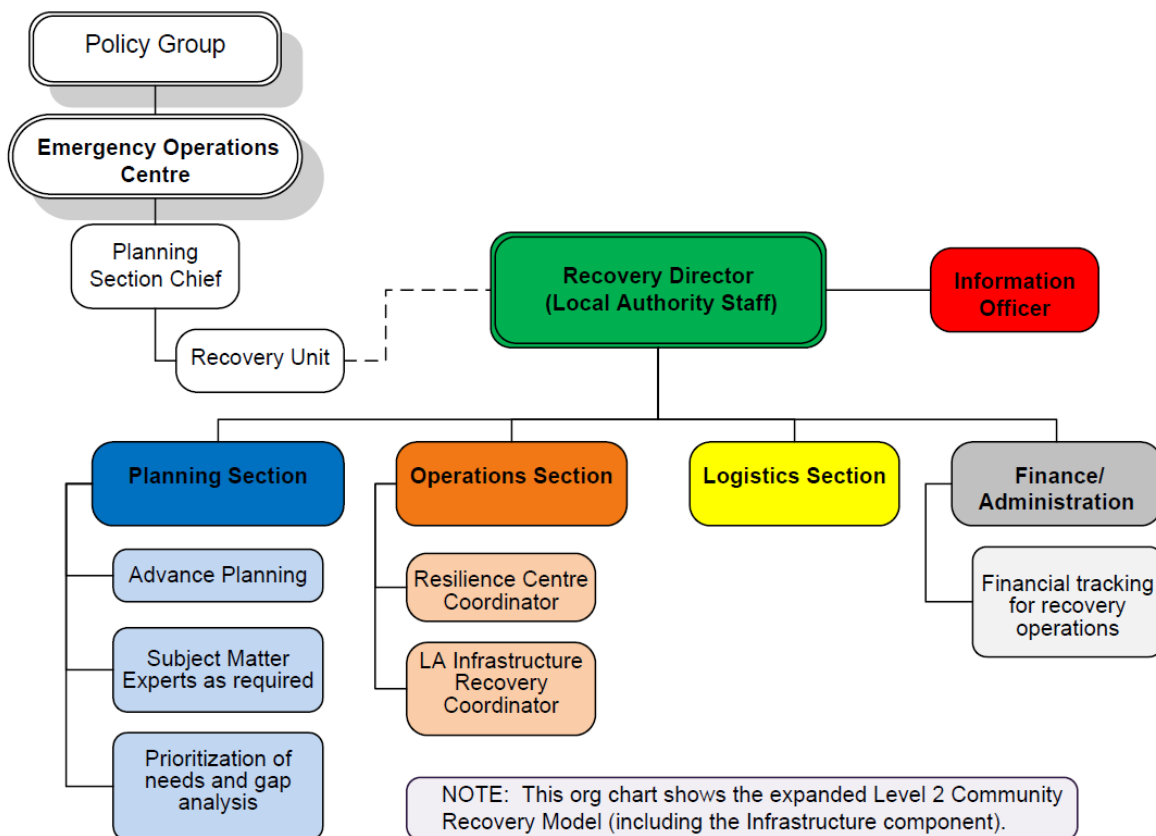 Policy Group
Emergency Operations
Centre
Planning
Section Chief
Recovery Unit
Recovery Director
(Local Authority Staff)
Information
Officer
Planning Section
Advance Planning
Subject Matter
Experts as required
Prioritization of
needs and gap
analysis
Operations Section
Resilience Centre
Coordinator
LA Infrastructure
Recovery
Coordinator
Logistics Section
Finance/
Administration
Financial tracking
for recovery
operations
NOTE: This org chart shows the expanded Level 2 Community
Recovery Model (including the Infrastructure component).